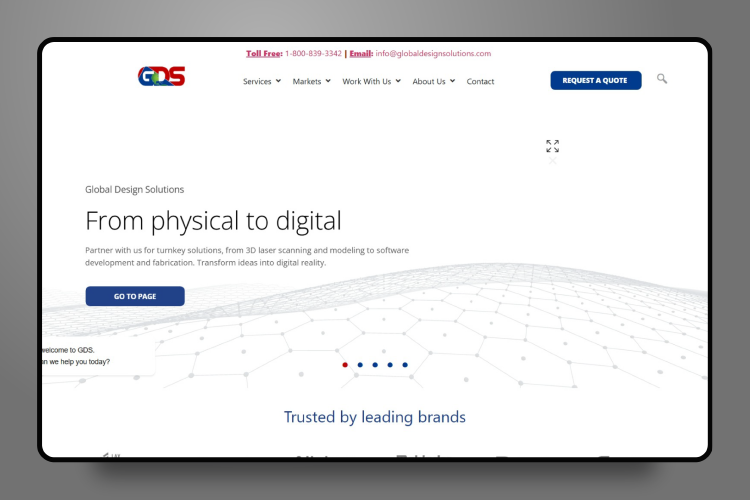 Toll Free: 1-800-839-3342 | Email: info@globaldesignsolutions.com
GDS
Services Markets Work With Us About Us Contact
REQUEST A QUOTE
Global Design Solutions
From physical to digital
Partner with us for turnkey solutions, from 3D laser scanning and modeling to software
development and fabrication. Transform ideas into digital reality.
GO TO PAGE
welcome to GDS.
we help you today?
Trusted by leading brands